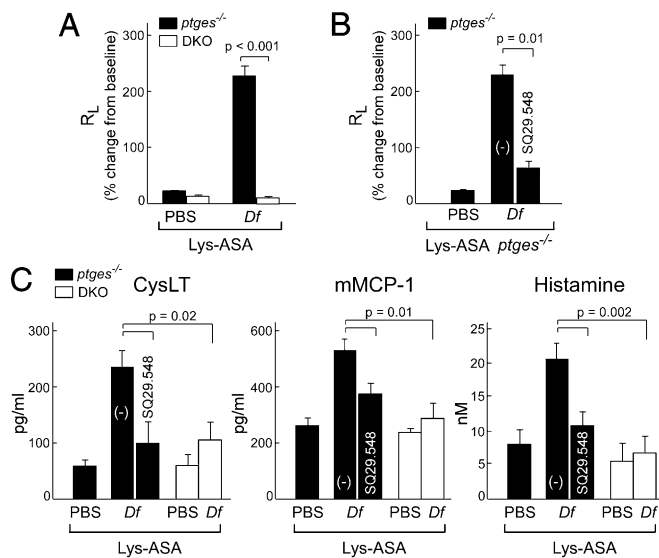 A
ptges-/-
DKO
p < 0.001
RL
(% change from baseline)
300
200
100
0
PBS
Df
Lys-ASA
B
ptges-/-
p = 0.01
RL
(% change from baseline)
300
200
100
0
(-)
SQ29.548
PBS
Df
Lys-ASA ptges-/-
C
ptges-/-
DKO
CysLT
p = 0.02
pg/ml
300
200
100
0
(-)
SQ29.548
PBS
Df
PBS
Df
Lys-ASA
mMCP-1
p = 0.01
pg/ml
600
400
200
0
(-)
SQ29.548
PBS
Df
PBS
Df
Lys-ASA
Histamine
p = 0.002
nM
25
20
15
10
5
0
(-)
SQ29.548
PBS
Df
PBS
Df
Lys-ASA